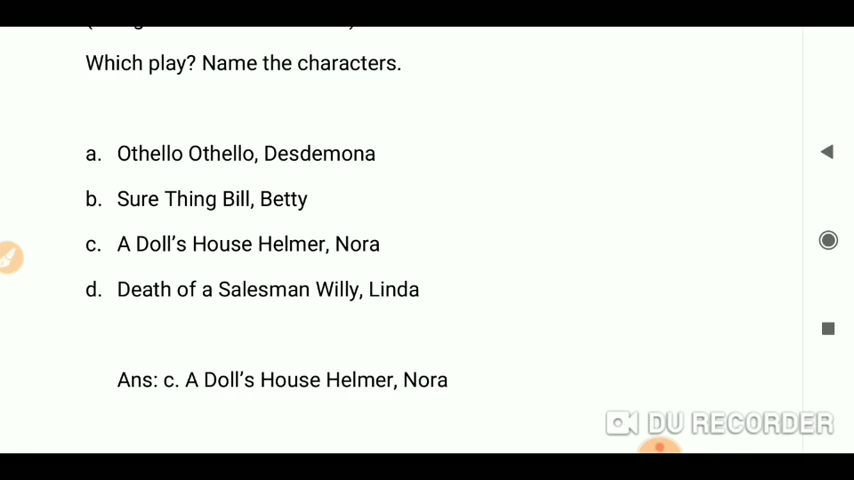 Which play? Name the characters.
a. Othello Othello, Desdemona
b. Sure Thing Bill, Betty
c. A Doll’s House Helmer, Nora
d. Death of a Salesman Willy, Linda
Ans: c. A Doll’s House Helmer, Nora
DU RECORDER